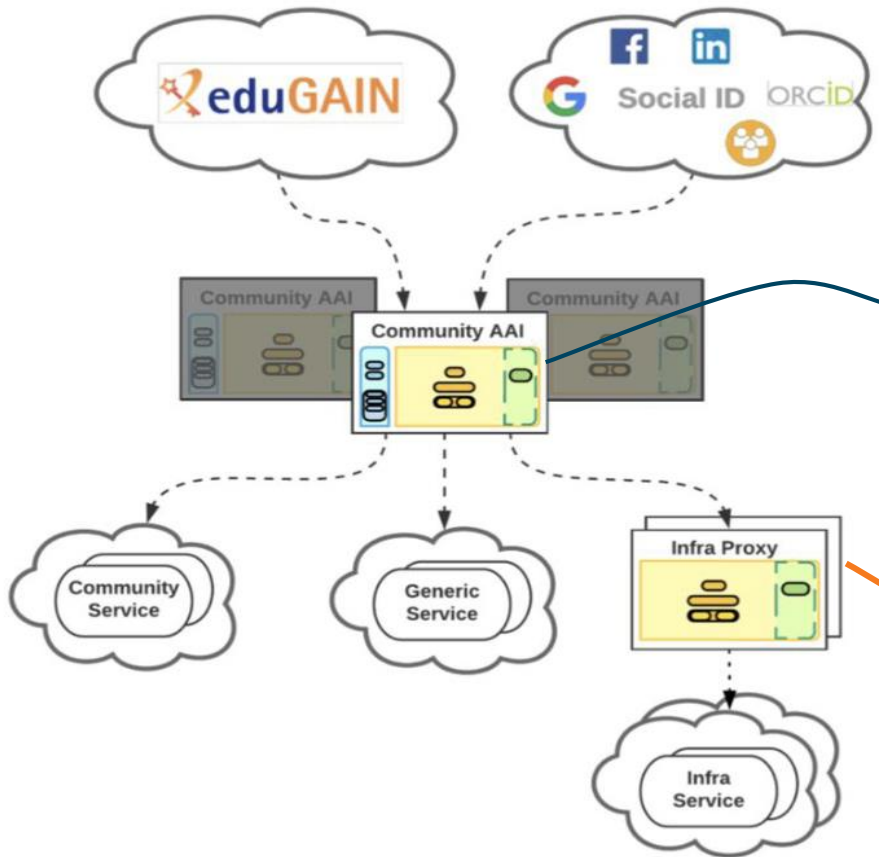 eduGAIN
Social ID
ORCiD
Community AAI
Community AAI
Community AAI
Community
Service
Generic
Service
Infra Proxy
Infra
Service